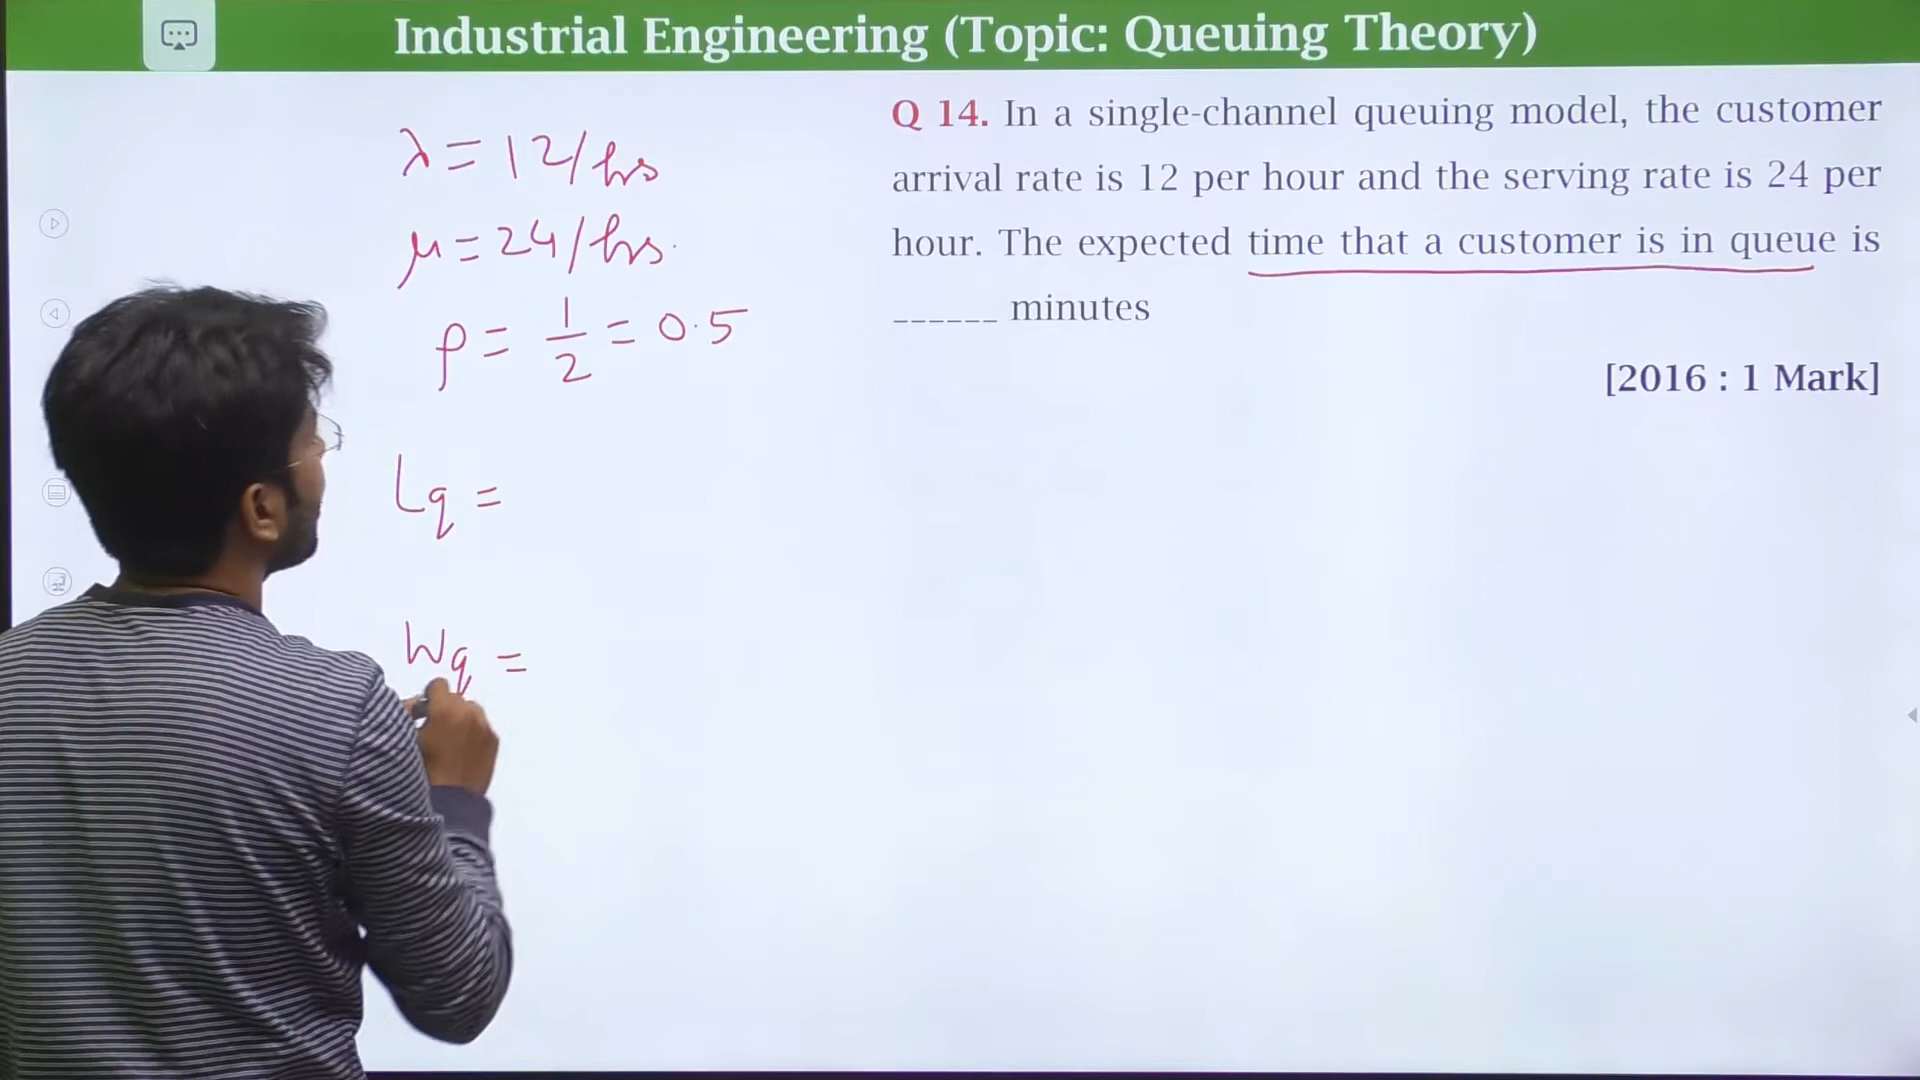 Industrial Engineering (Topic: Queuing Theory)
λ = 12/hrs
μ = 24/hrs.
ρ = 1/2 = 0.5
Lq =
Wq =
Q 14. In a single-channel queuing model, the customer
arrival rate is 12 per hour and the serving rate is 24 per
hour. The expected time that a customer is in queue is
______ minutes
[2016 : 1 Mark]